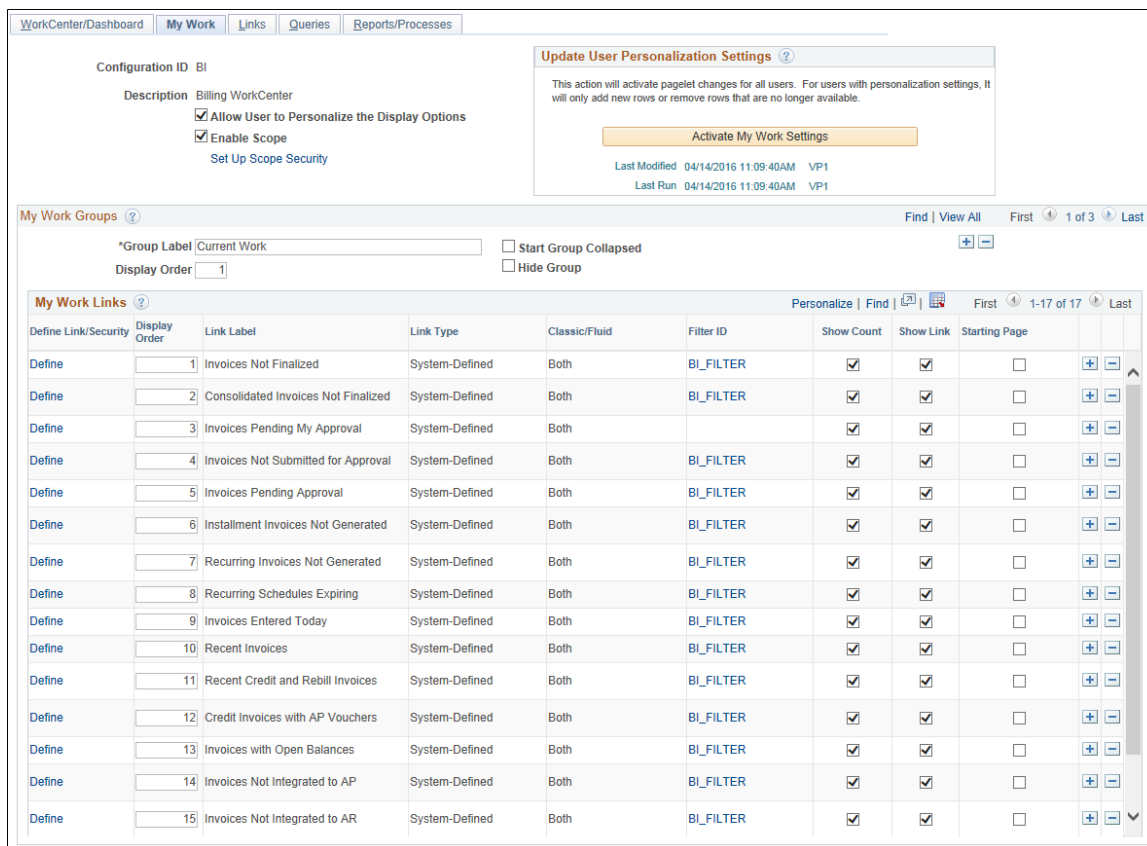 WorkCenter/Dashboard My Work Links Queries Reports/Processes
Configuration ID BI
Description Billing WorkCenter
Allow User to Personalize the Display Options
Enable Scope
Set Up Scope Security
Update User Personalization Settings ?
This action will activate pagelet changes for all users. For users with personalization settings, It
will only add new rows or remove rows that are no longer available.
Activate My Work Settings
Last Modified 04/14/2016 11:09:40AM VP1
Last Run 04/14/2016 11:09:40AM VP1
My Work Groups ? Find | View All First 1 of 3 Last
*Group Label Current Work Start Group Collapsed
Display Order 1 Hide Group
My Work Links ? Personalize | Find | | First 1-17 of 17 Last
Define Link/Security Display Order Link Label Link Type Classic/Fluid Filter ID Show Count Show Link Starting Page
Define 1 Invoices Not Finalized System-Defined Both BI_FILTER
Define 2 Consolidated Invoices Not Finalized System-Defined Both BI_FILTER
Define 3 Invoices Pending My Approval System-Defined Both
Define 4 Invoices Not Submitted for Approval System-Defined Both BI_FILTER
Define 5 Invoices Pending Approval System-Defined Both BI_FILTER
Define 6 Installment Invoices Not Generated System-Defined Both BI_FILTER
Define 7 Recurring Invoices Not Generated System-Defined Both BI_FILTER
Define 8 Recurring Schedules Expiring System-Defined Both BI_FILTER
Define 9 Invoices Entered Today System-Defined Both BI_FILTER
Define 10 Recent Invoices System-Defined Both BI_FILTER
Define 11 Recent Credit and Rebill Invoices System-Defined Both BI_FILTER
Define 12 Credit Invoices with AP Vouchers System-Defined Both BI_FILTER
Define 13 Invoices with Open Balances System-Defined Both BI_FILTER
Define 14 Invoices Not Integrated to AP System-Defined Both BI_FILTER
Define 15 Invoices Not Integrated to AR System-Defined Both BI_FILTER